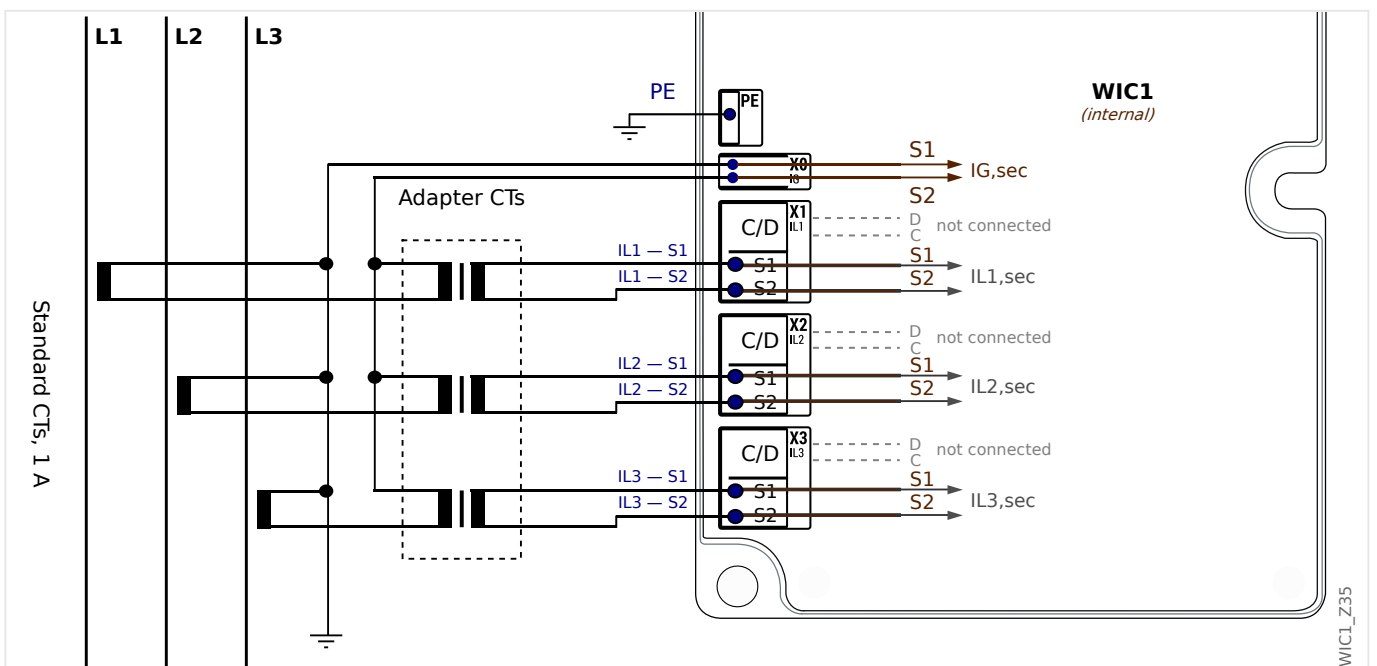 L1
L2
L3
WIC1
(internal)
PE
PE
X0
IG
S1
S2
IG,sec
Adapter CTs
C/D
X1
IL1
D
C
not connected
IL1 — S1
IL1 — S2
S1
S2
S1
S2
IL1,sec
C/D
X2
IL2
D
C
not connected
IL2 — S1
IL2 — S2
S1
S2
S1
S2
IL2,sec
C/D
X3
IL3
D
C
not connected
IL3 — S1
IL3 — S2
S1
S2
S1
S2
IL3,sec
Standard CTs, 1 A
WIC1_Z35